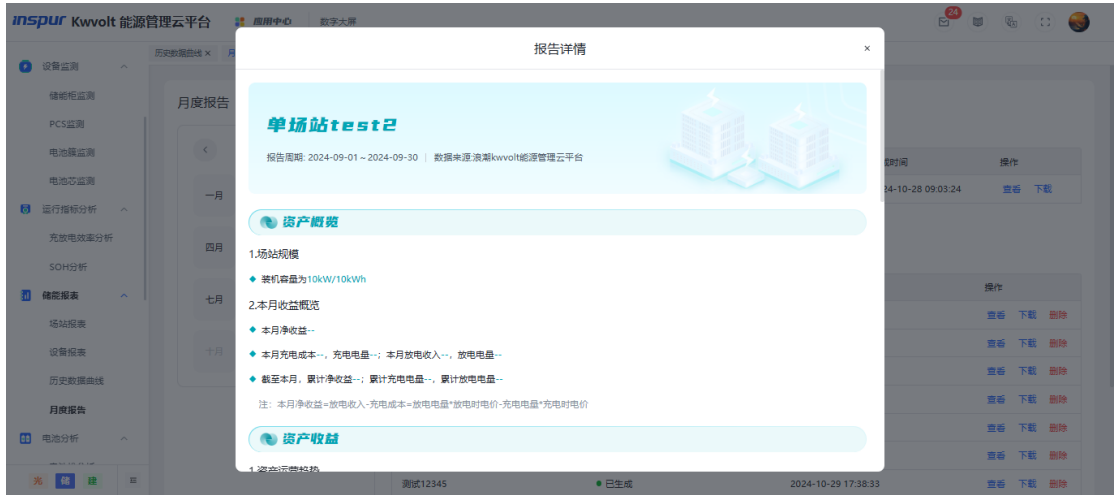 inspur Kwvolt 能源管理云平台 应用中心 数字大屏 24
历史数据曲线 × 月
设备监测
储能柜监测
PCS监测
电池簇监测
电池芯监测
运行指标分析
充放电效率分析
SOH分析
储能报表
场站报表
设备报表
历史数据曲线
月度报告
电池分析
光 储 建
月度报告
一月
四月
七月
十月
报告详情 ×
单场站test2
报告周期: 2024-09-01 ~ 2024-09-30 | 数据来源:浪潮kwvolt能源管理云平台
资产概览
1.场站规模
装机容量为10kW/10kWh
2.本月收益概览
本月净收益--
本月充电成本--，充电电量--；本月放电收入--，放电电量--
截至本月，累计净收益--；累计充电电量--，累计放电电量--
注：本月净收益=放电收入-充电成本=放电电量*放电时电价-充电电量*充电时电价
资产收益
1.资产运营趋势
时间 操作
24-10-28 09:03:24 查看 下载
操作
查看 下载 删除
查看 下载 删除
查看 下载 删除
查看 下载 删除
查看 下载 删除
查看 下载 删除
测试12345 已生成 2024-10-29 17:38:33 查看 下载 删除